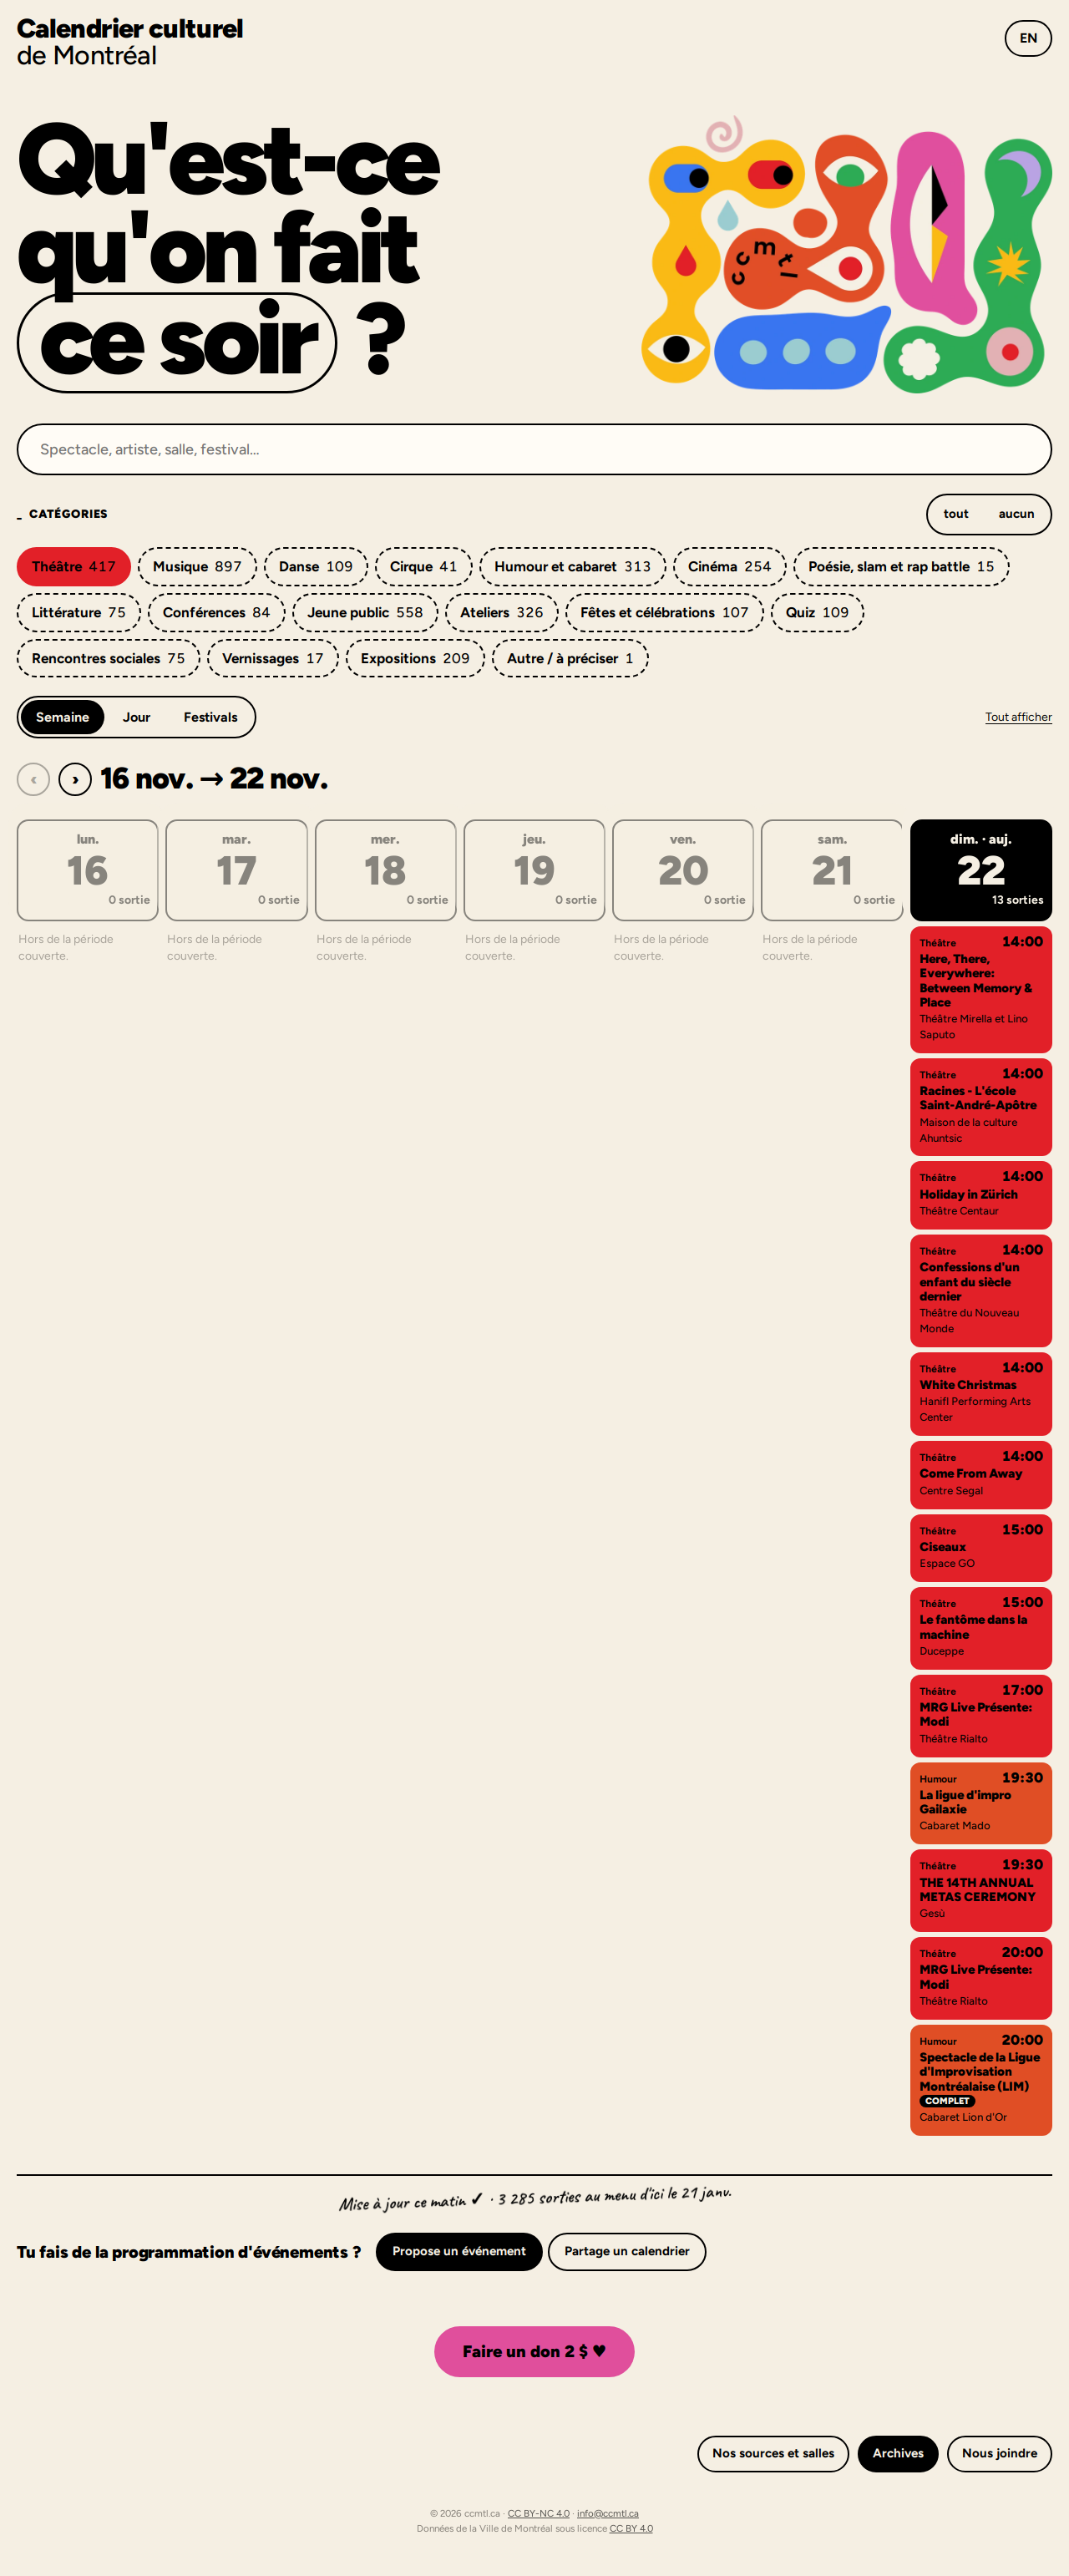 Calendrier culturel
de Montréal
EN
Qu'est-ce
qu'on fait
ce soir ?
ccmtl
Spectacle, artiste, salle, festival...
_ CATÉGORIES
tout aucun
Théâtre 417 Musique 897 Danse 109 Cirque 41 Humour et cabaret 313 Cinéma 254 Poésie, slam et rap battle 15
Littérature 75 Conférences 84 Jeune public 558 Ateliers 326 Fêtes et célébrations 107 Quiz 109
Rencontres sociales 75 Vernissages 17 Expositions 209 Autre / à préciser 1
Semaine Jour Festivals
Tout afficher
‹ › 16 nov. → 22 nov.
lun.
16
0 sortie
Hors de la période
couverte.
mar.
17
0 sortie
Hors de la période
couverte.
mer.
18
0 sortie
Hors de la période
couverte.
jeu.
19
0 sortie
Hors de la période
couverte.
ven.
20
0 sortie
Hors de la période
couverte.
sam.
21
0 sortie
Hors de la période
couverte.
dim. · auj.
22
13 sorties
Théâtre 14:00
Here, There,
Everywhere:
Between Memory &
Place
Théâtre Mirella et Lino
Saputo
Théâtre 14:00
Racines - L'école
Saint-André-Apôtre
Maison de la culture
Ahuntsic
Théâtre 14:00
Holiday in Zürich
Théâtre Centaur
Théâtre 14:00
Confessions d'un
enfant du siècle
dernier
Théâtre du Nouveau
Monde
Théâtre 14:00
White Christmas
Hanifi Performing Arts
Center
Théâtre 14:00
Come From Away
Centre Segal
Théâtre 15:00
Ciseaux
Espace GO
Théâtre 15:00
Le fantôme dans la
machine
Duceppe
Théâtre 17:00
MRG Live Présente:
Modi
Théâtre Rialto
Humour 19:30
La ligue d'impro
Gailaxie
Cabaret Mado
Théâtre 19:30
THE 14TH ANNUAL
METAS CEREMONY
Gesù
Théâtre 20:00
MRG Live Présente:
Modi
Théâtre Rialto
Humour 20:00
Spectacle de la Ligue
d'Improvisation
Montréalaise (LIM)
COMPLET
Cabaret Lion d'Or
Mise à jour ce matin ✓ · 3 285 sorties au menu d'ici le 21 janv.
Tu fais de la programmation d'événements ? Propose un événement Partage un calendrier
Faire un don 2 $ ♥
Nos sources et salles Archives Nous joindre
© 2026 ccmtl.ca · CC BY-NC 4.0 · info@ccmtl.ca
Données de la Ville de Montréal sous licence CC BY 4.0